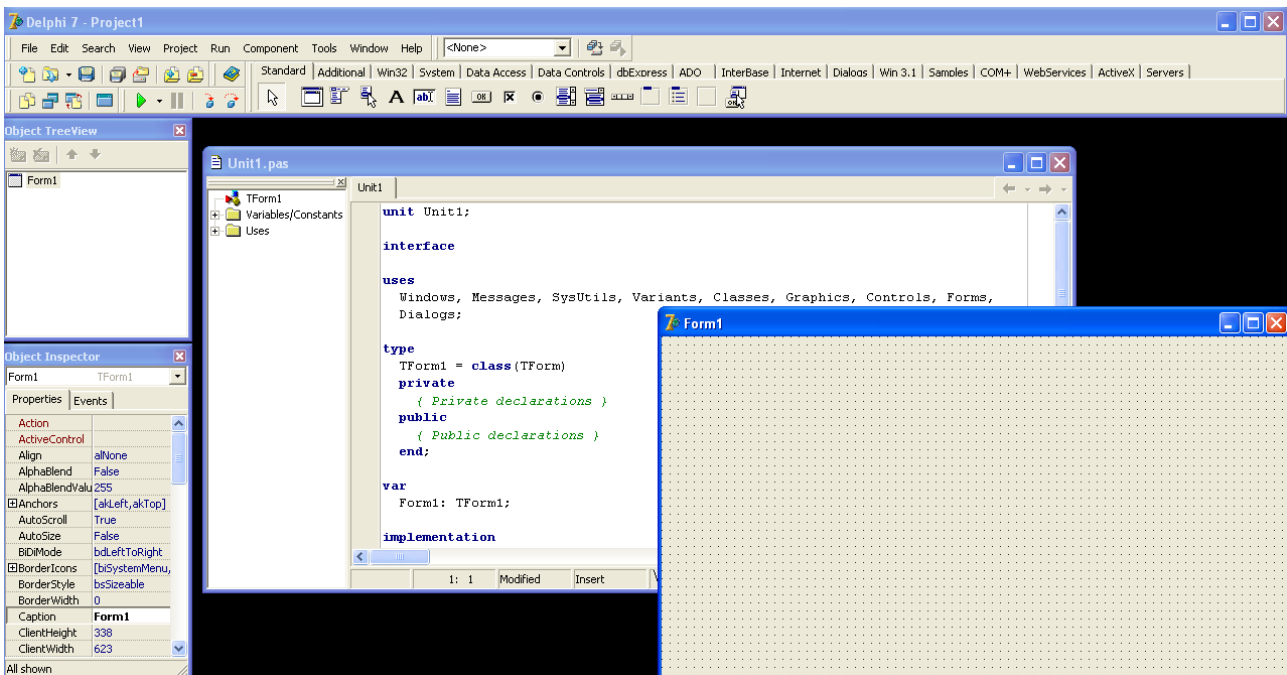 Delphi 7 - Project1
File Edit Search View Project Run Component Tools Window Help <None>
Standard Additional Win32 System Data Access Data Controls dbExpress ADO InterBase Internet Dialogs Win 3.1 Samples COM+ WebServices ActiveX Servers
Object TreeView
Form1
Object Inspector
Form1 TForm1
Properties Events
Action
ActiveControl
Align alNone
AlphaBlend False
AlphaBlendValu 255
Anchors [akLeft,akTop]
AutoScroll True
AutoSize False
BiDiMode bdLeftToRight
BorderIcons [biSystemMenu,
BorderStyle bsSizeable
BorderWidth 0
Caption Form1
ClientHeight 338
ClientWidth 623
All shown
Unit1.pas
TForm1
Variables/Constants
Uses
Unit1
unit Unit1;
interface
uses
Windows, Messages, SysUtils, Variants, Classes, Graphics, Controls, Forms,
Dialogs;
type
TForm1 = class(TForm)
private
{ Private declarations }
public
{ Public declarations }
end;
var
Form1: TForm1;
implementation
1: 1 Modified Insert
Form1